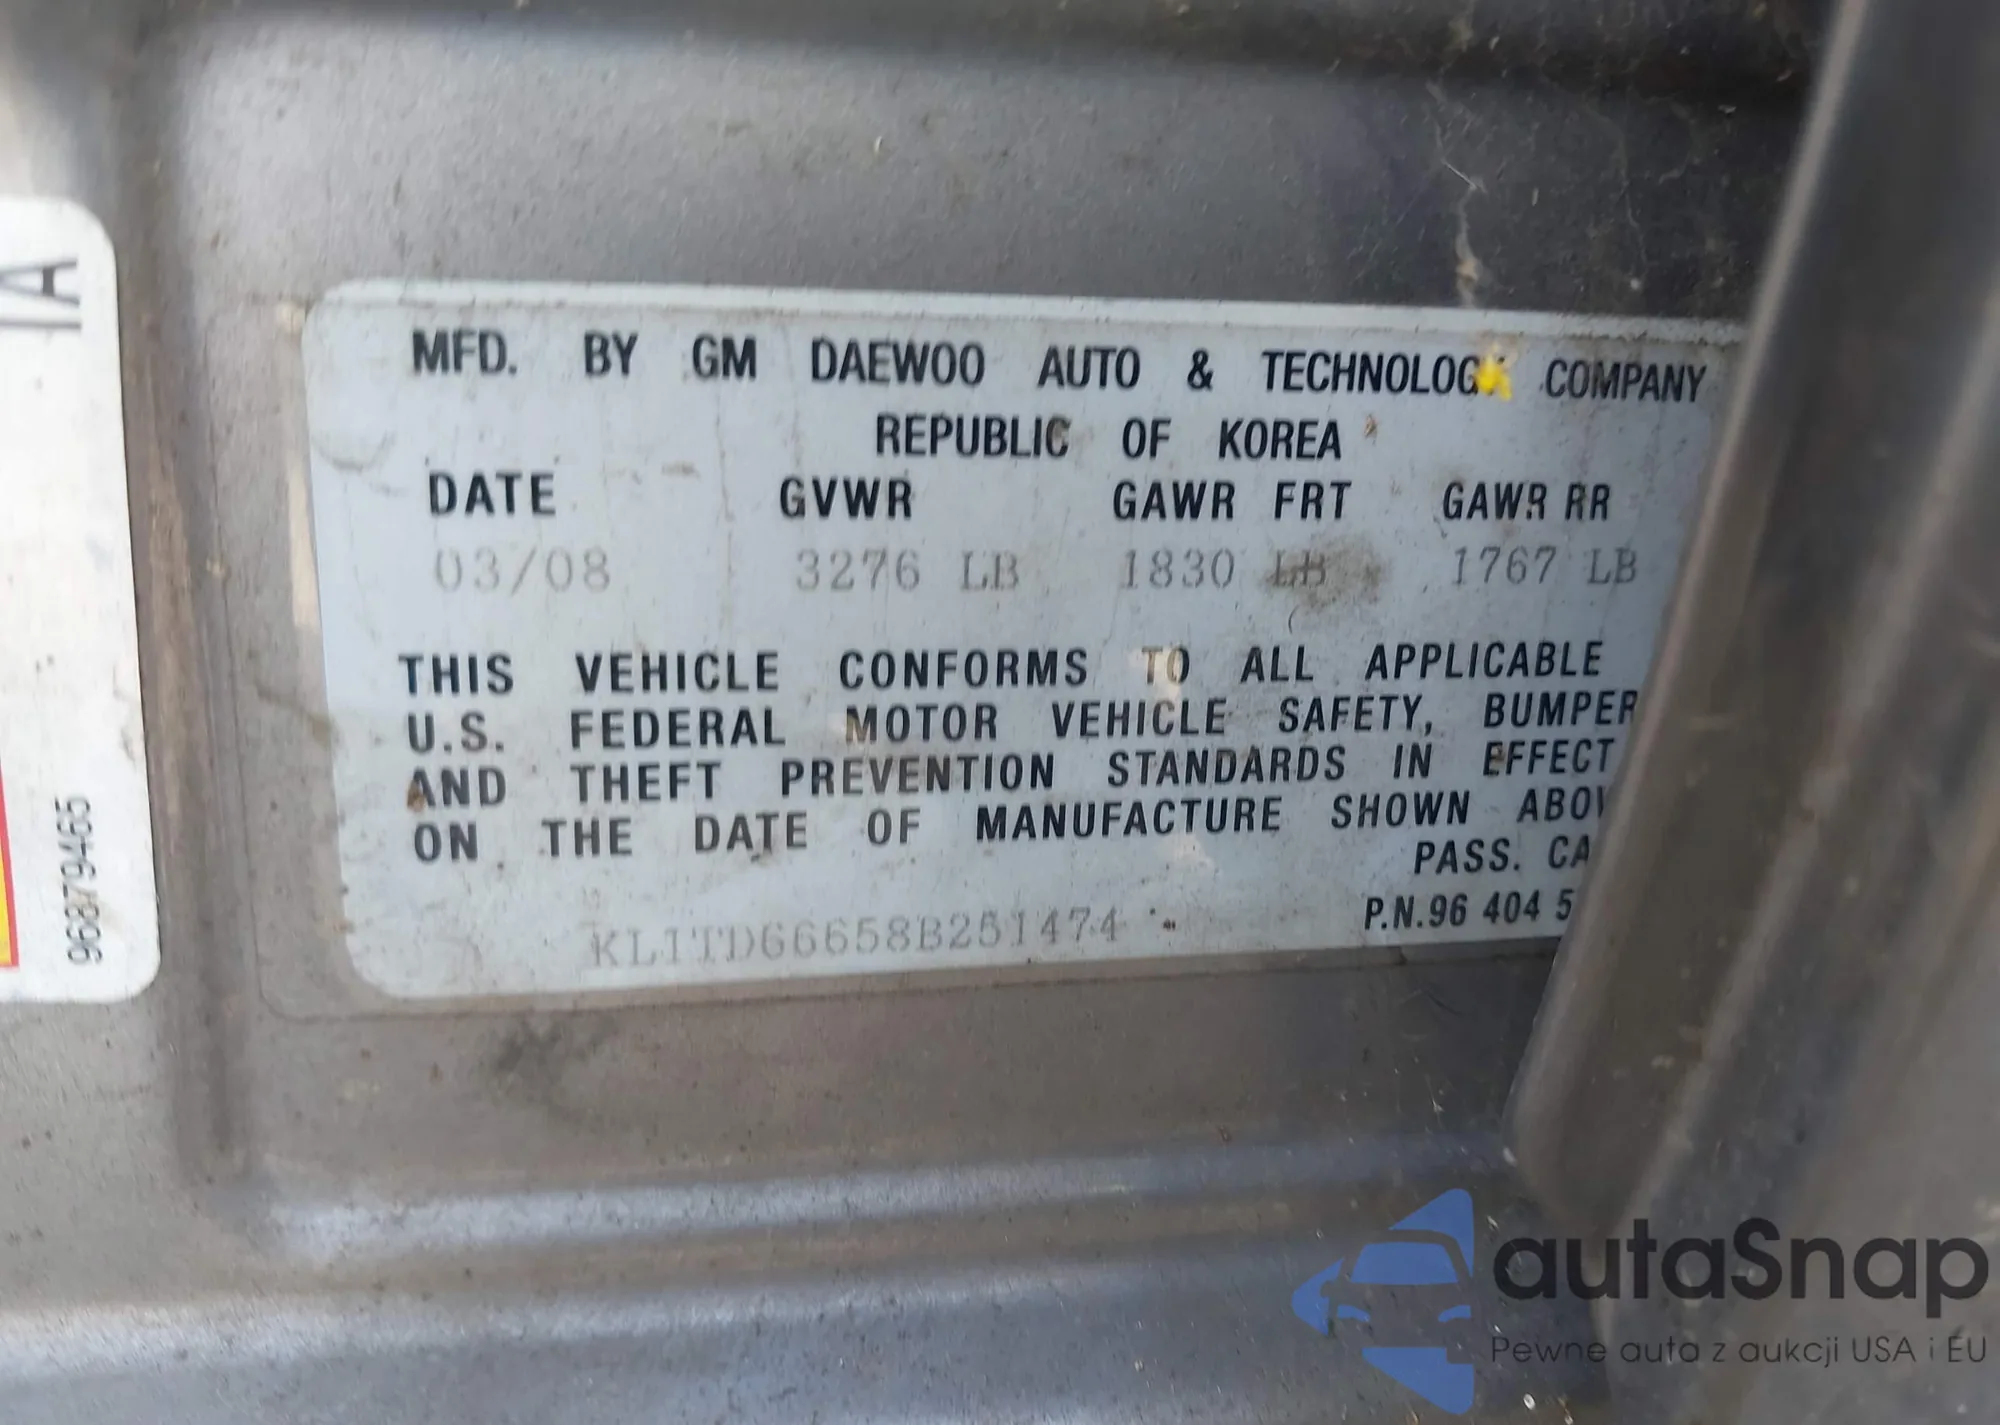 MFD. BY GM DAEWOO AUTO & TECHNOLOGY COMPANY
REPUBLIC OF KOREA
DATE GVWR GAWR FRT GAWR RR
03/08 3276 LB 1830 LB 1767 LB
THIS VEHICLE CONFORMS TO ALL APPLICABLE
U.S. FEDERAL MOTOR VEHICLE SAFETY, BUMPER
AND THEFT PREVENTION STANDARDS IN EFFECT
ON THE DATE OF MANUFACTURE SHOWN ABOV
PASS. CA
P.N.96 404 5
KL1TD66658B251474
IA
96879465
autaSnap
Pewne auta z aukcji USA i EU